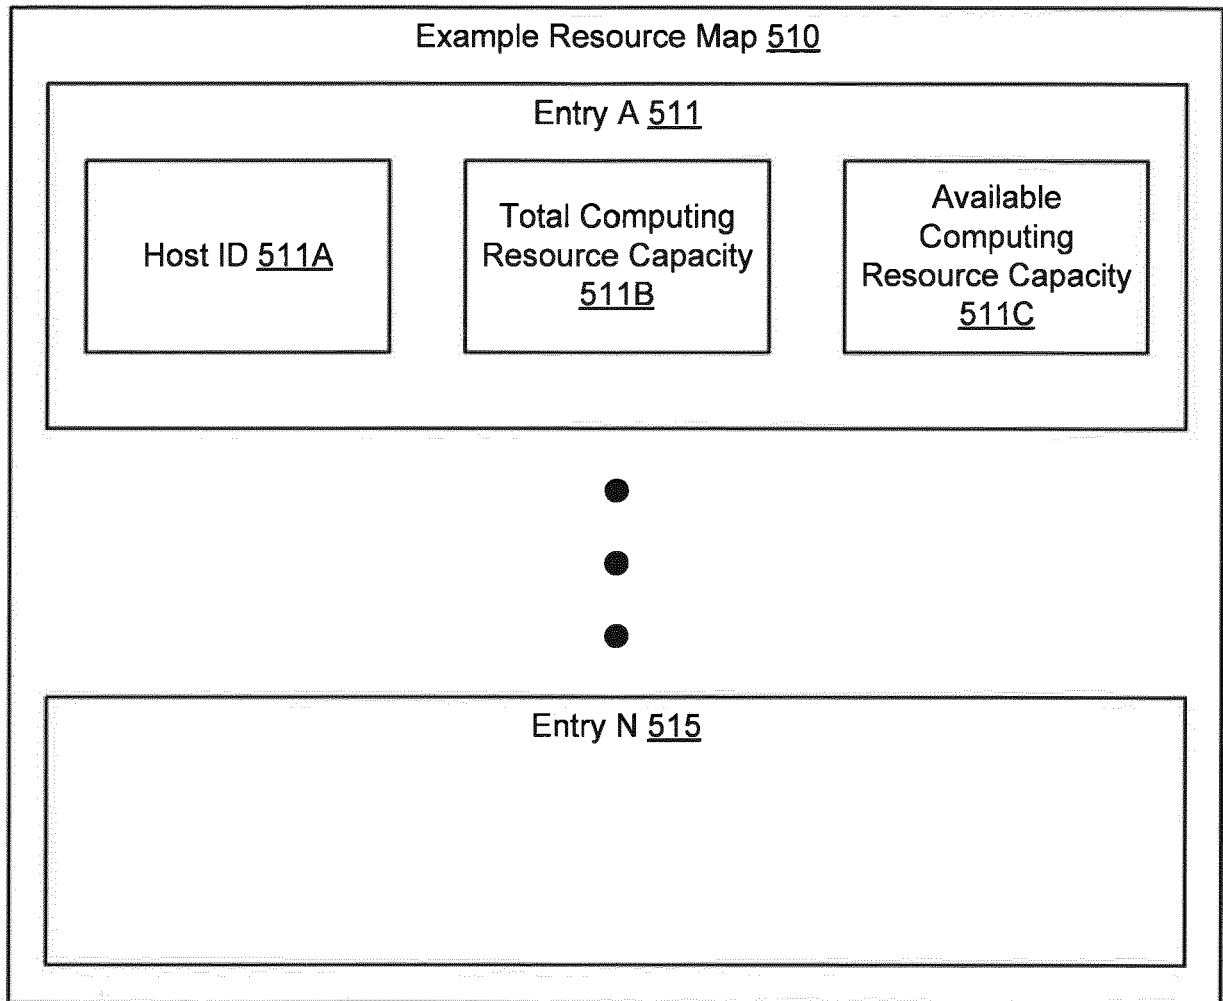 Example Resource Map 510
Entry A 511
Host ID 511A
Total Computing
Resource Capacity
511B
Available
Computing
Resource Capacity
511C
Entry N 515